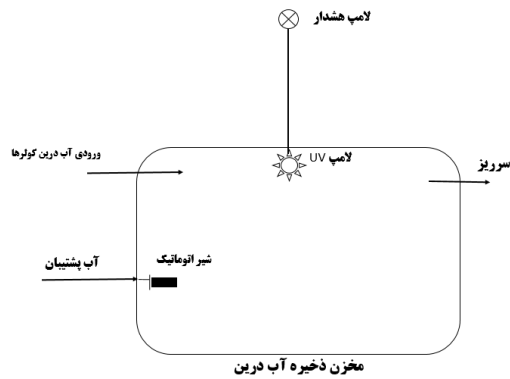 لامپ هشدار
ورودی آب درین کولرها
لامپ UV
سرریز
آب پشتیبان
شیر اتوماتیک
مخزن ذخیره آب درین